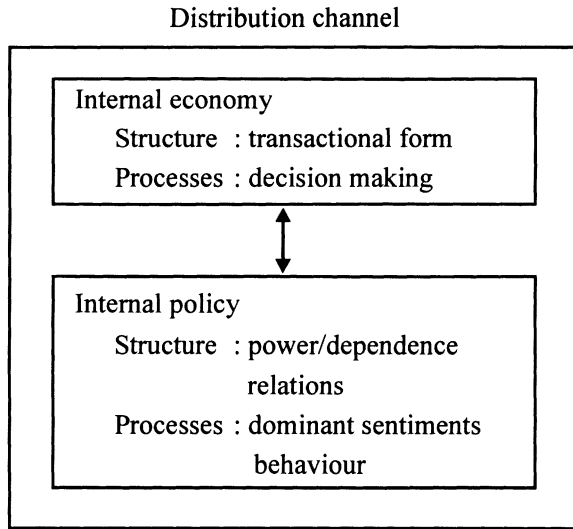 Distribution channel
Internal economy
Structure : transactional form
Processes : decision making
Internal policy
Structure : power/dependence
relations
Processes : dominant sentiments
behaviour